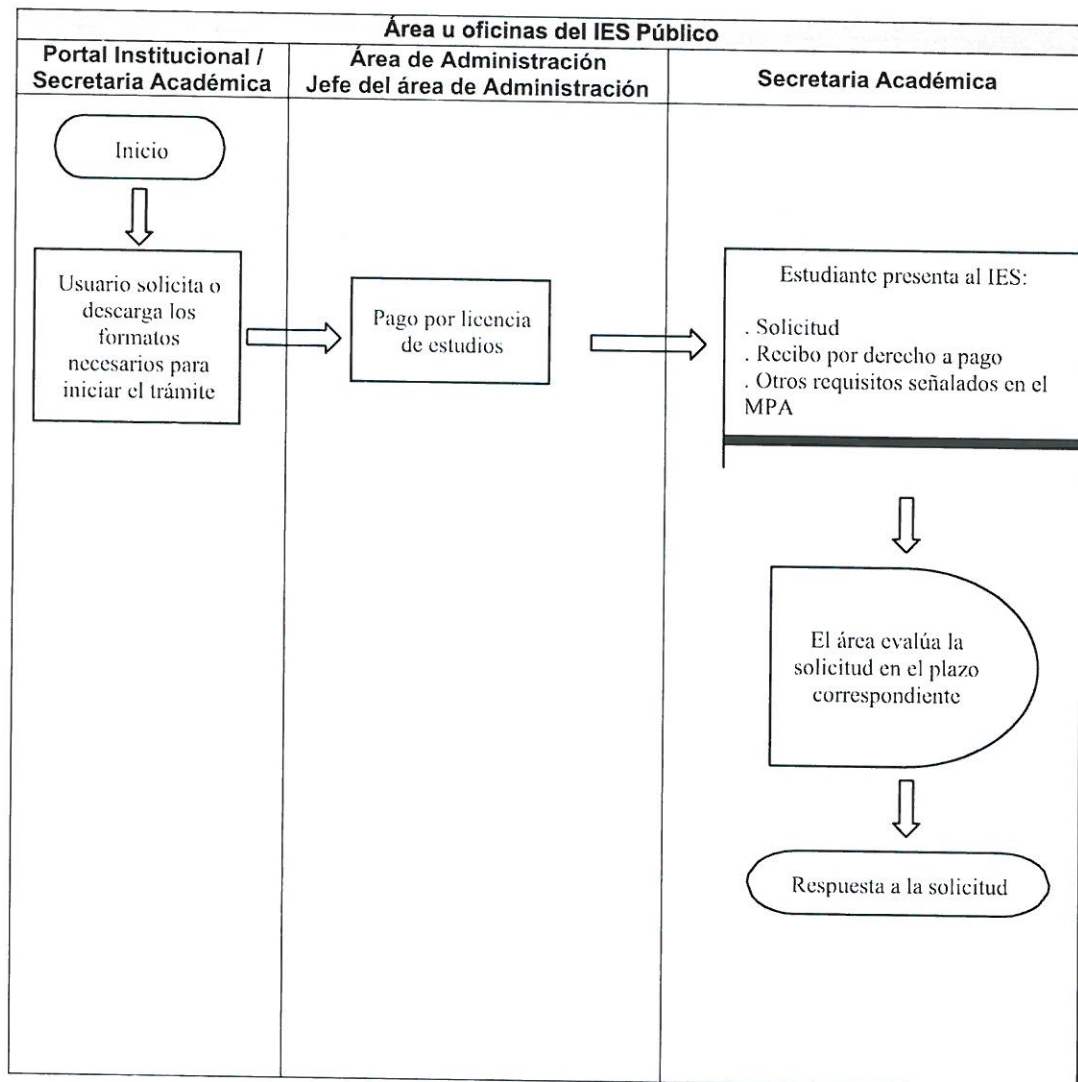 Área u oficinas del IES Público
Portal Institucional /
Secretaria Académica
Área de Administración
Jefe del área de Administración
Secretaria Académica
Inicio
Usuario solicita o
descarga los
formatos
necesarios para
iniciar el trámite
Pago por licencia
de estudios
Estudiante presenta al IES:
. Solicitud
. Recibo por derecho a pago
. Otros requisitos señalados en el
MPA
El área evalúa la
solicitud en el plazo
correspondiente
Respuesta a la solicitud